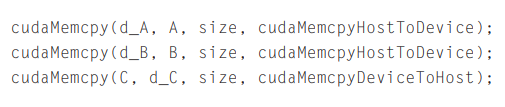 cudaMemcpy(d_A, A, size, cudaMemcpyHostToDevice);
cudaMemcpy(d_B, B, size, cudaMemcpyHostToDevice);
cudaMemcpy(C, d_C, size, cudaMemcpyDeviceToHost);